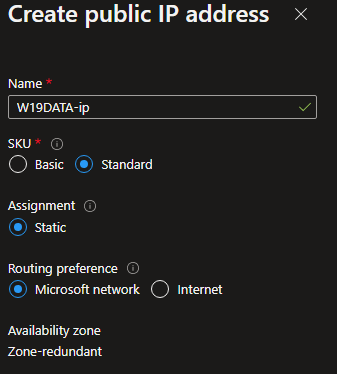 Create public IP address
Name *
W19DATA-ip
SKU *
Basic Standard
Assignment
Static
Routing preference
Microsoft network Internet
Availability zone
Zone-redundant